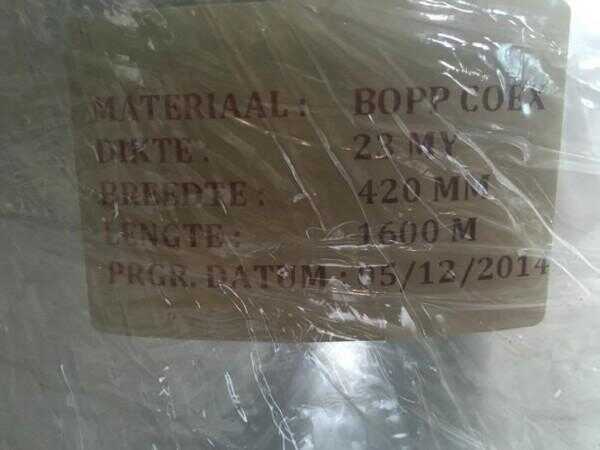 MATERIAAL : BOPP COEX
DIKTE : 23 MY
BREEDTE : 420 MM
LENGTE : 1600 M
PRGR. DATUM : 05/12/2014